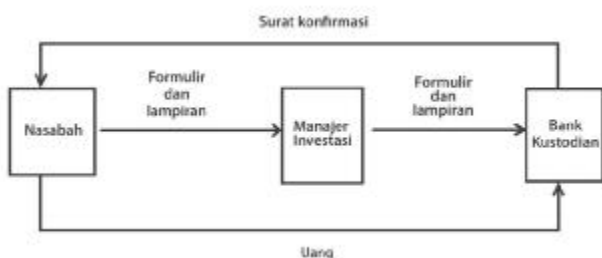 Surat konfirmasi
Formulir
dan
lampiran
Formulir
dan
lampiran
Nasabah
Manajer
Investasi
Bank
Kustodian
Uang